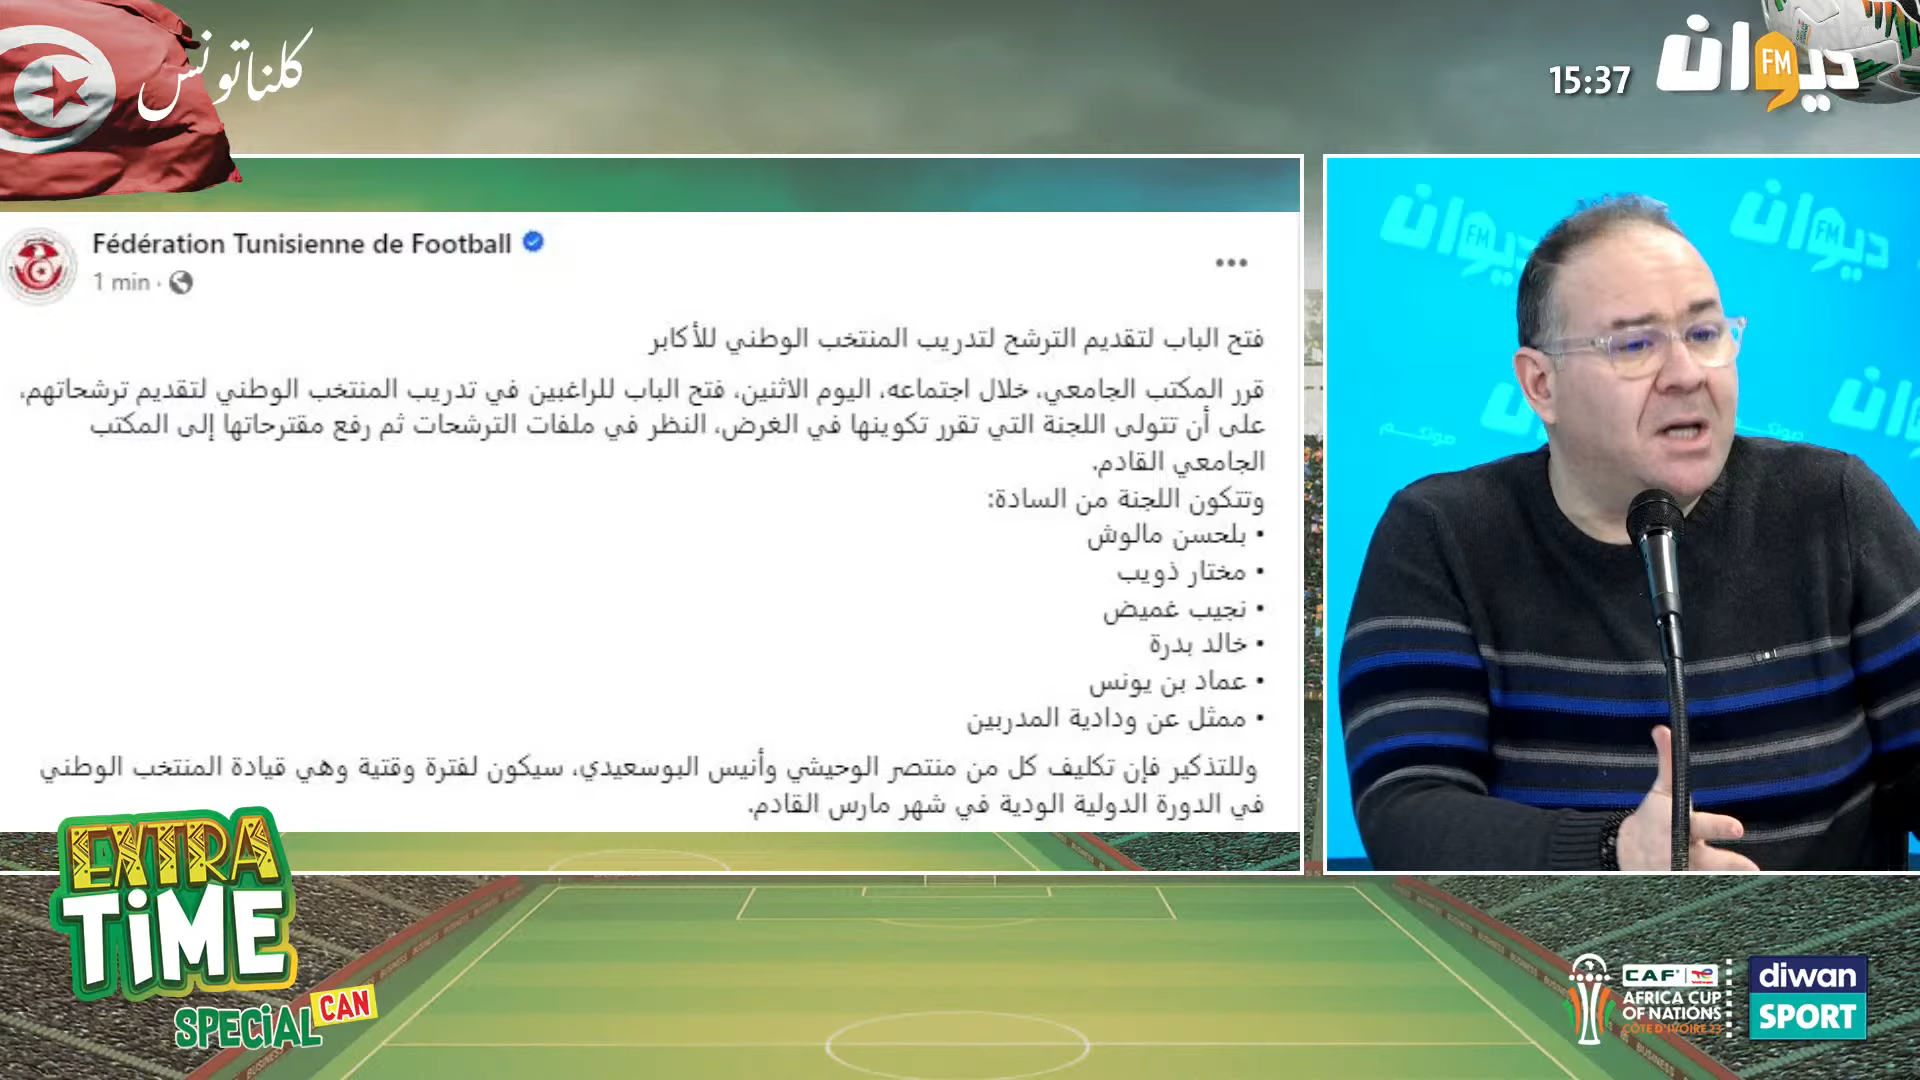 كلنا تونس
15:37
ديوان FM
Fédération Tunisienne de Football
1 min
فتح الباب لتقديم الترشح لتدريب المنتخب الوطني للأكابر
قرر المكتب الجامعي، خلال اجتماعه، اليوم الاثنين، فتح الباب للراغبين في تدريب المنتخب الوطني لتقديم ترشحاتهم،
على أن تتولى اللجنة التي تقرر تكوينها في الغرض، النظر في ملفات الترشحات ثم رفع مقترحاتها إلى المكتب
الجامعي القادم.
وتتكون اللجنة من السادة:
• بلحسن مالوش
• مختار ذويب
• نجيب غميض
• خالد بدرة
• عماد بن يونس
• ممثل عن ودادية المدربين
وللتذكير فإن تكليف كل من منتصر الوحيشي وأنيس البوسعيدي، سيكون لفترة وقتية وهي قيادة المنتخب الوطني
في الدورة الدولية الودية في شهر مارس القادم.
EXTRA
TiME
SPECiAL CAN
CAF
AFRICA CUP
OF NATIONS
CÔTE D'IVOIRE 23
diwan
SPORT